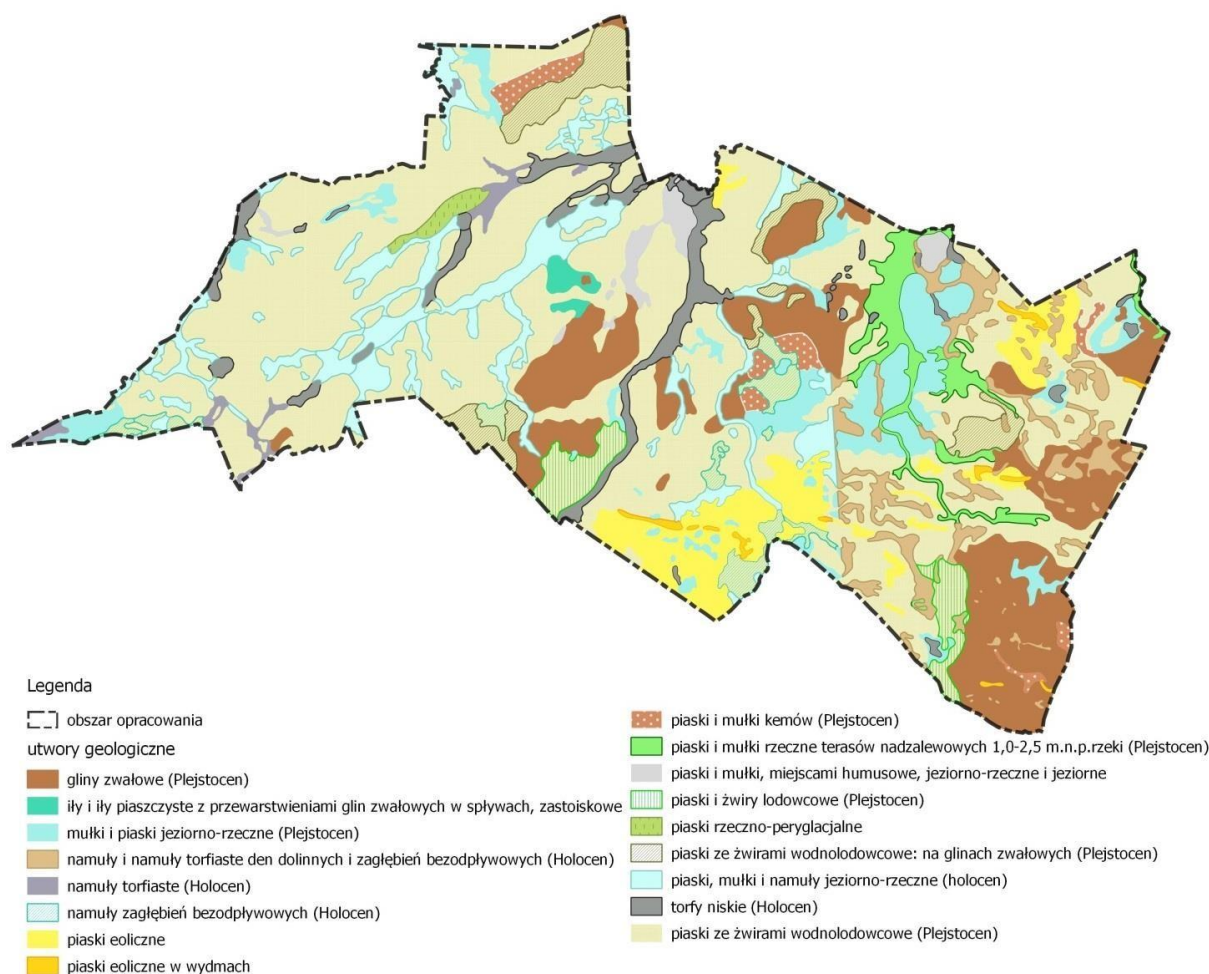 Legenda
obszar opracowania
utwory geologiczne
gliny zwałowe (Plejstocen)
iły i iły piaszczyste z przewarstwieniami glin zwałowych w spływach, zastoiskowe
mułki i piaski jeziorno-rzeczne (Plejstocen)
namuły i namuły torfiaste den dolinnych i zagłębień bezodpływowych (Holocen)
namuły torfiaste (Holocen)
namuły zagłębień bezodpływowych (Holocen)
piaski eoliczne
piaski eoliczne w wydmach
piaski i mułki kemów (Plejstocen)
piaski i mułki rzeczne terasów nadzalewowych 1,0-2,5 m.n.p.rzeki (Plejstocen)
piaski i mułki, miejscami humusowe, jeziorno-rzeczne i jeziorne
piaski i żwiry lodowcowe (Plejstocen)
piaski rzeczno-peryglacjalne
piaski ze żwirami wodnolodowcowe: na glinach zwałowych (Plejstocen)
piaski, mułki i namuły jeziorno-rzeczne (holocen)
torfy niskie (Holocen)
piaski ze żwirami wodnolodowcowe (Plejstocen)